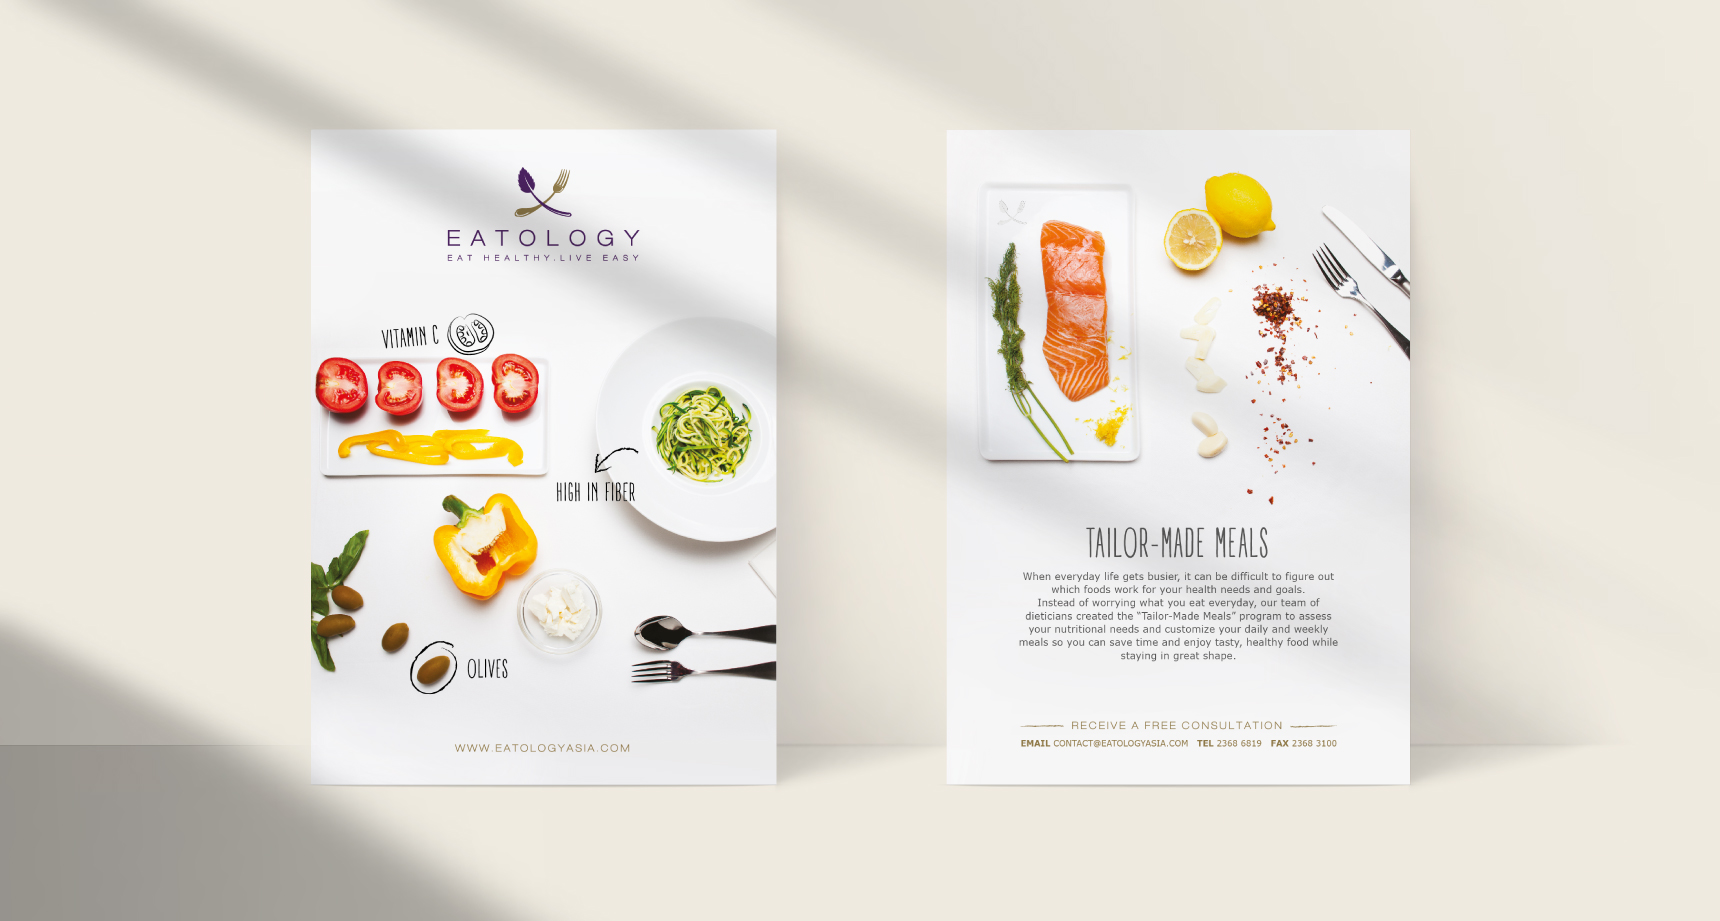 EATOLOGY
EAT HEALTHY.LIVE EASY
VITAMIN C
HIGH IN FIBER
OLIVES
WWW.EATOLOGYASIA.COM
TAILOR-MADE MEALS
When everyday life gets busier, it can be difficult to figure out
which foods work for your health needs and goals.
Instead of worrying what you eat everyday, our team of
dieticians created the “Tailor-Made Meals” program to assess
your nutritional needs and customize your daily and weekly
meals so you can save time and enjoy tasty, healthy food while
staying in great shape.
RECEIVE A FREE CONSULTATION
EMAIL CONTACT@EATOLOGYASIA.COM TEL 2368 6819 FAX 2368 3100